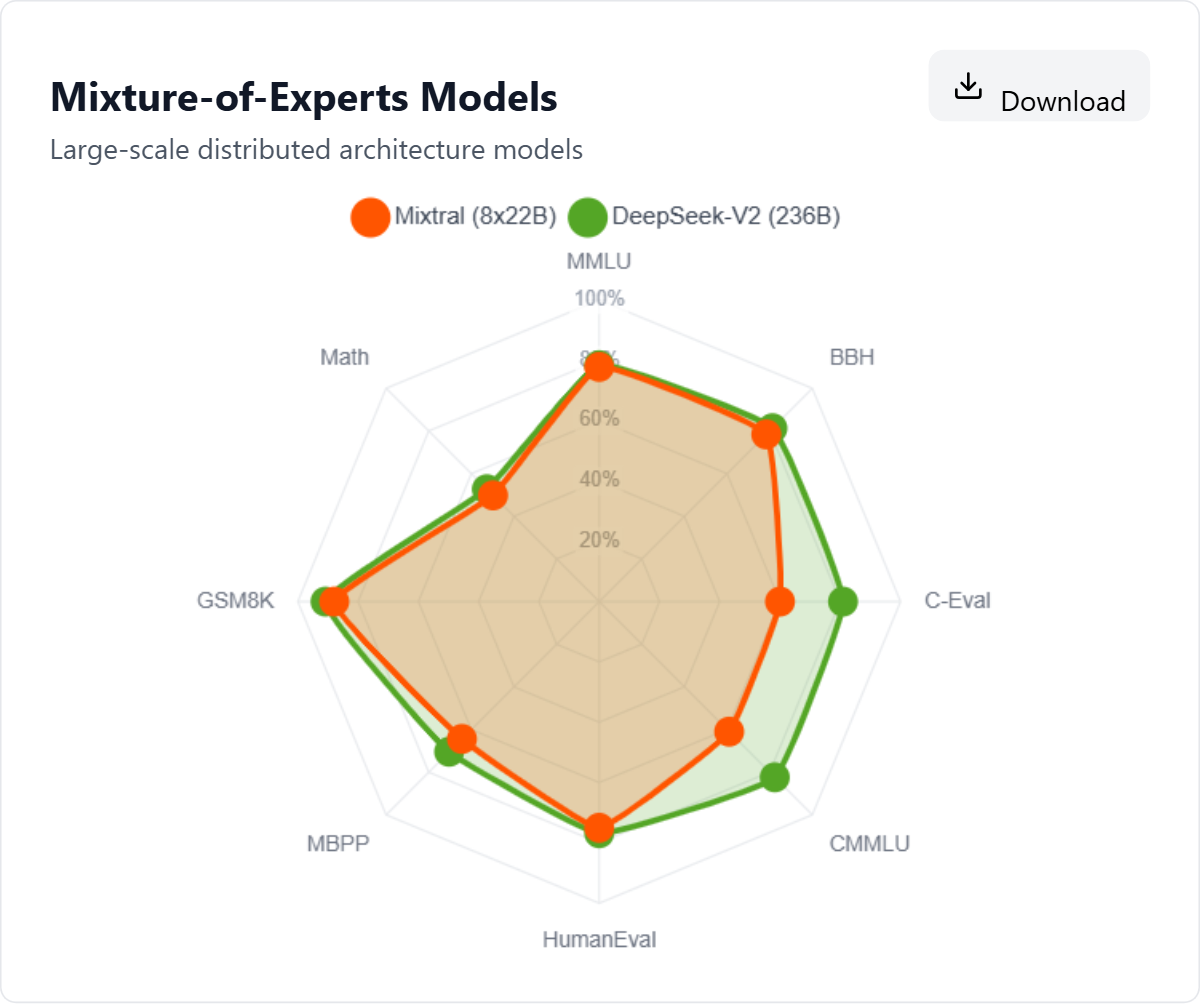 Mixture-of-Experts Models
Download
Large-scale distributed architecture models
Mixtral (8x22B) DeepSeek-V2 (236B)
MMLU
100%
Math
BBH
80%
60%
40%
20%
GSM8K
C-Eval
MBPP
CMMLU
HumanEval